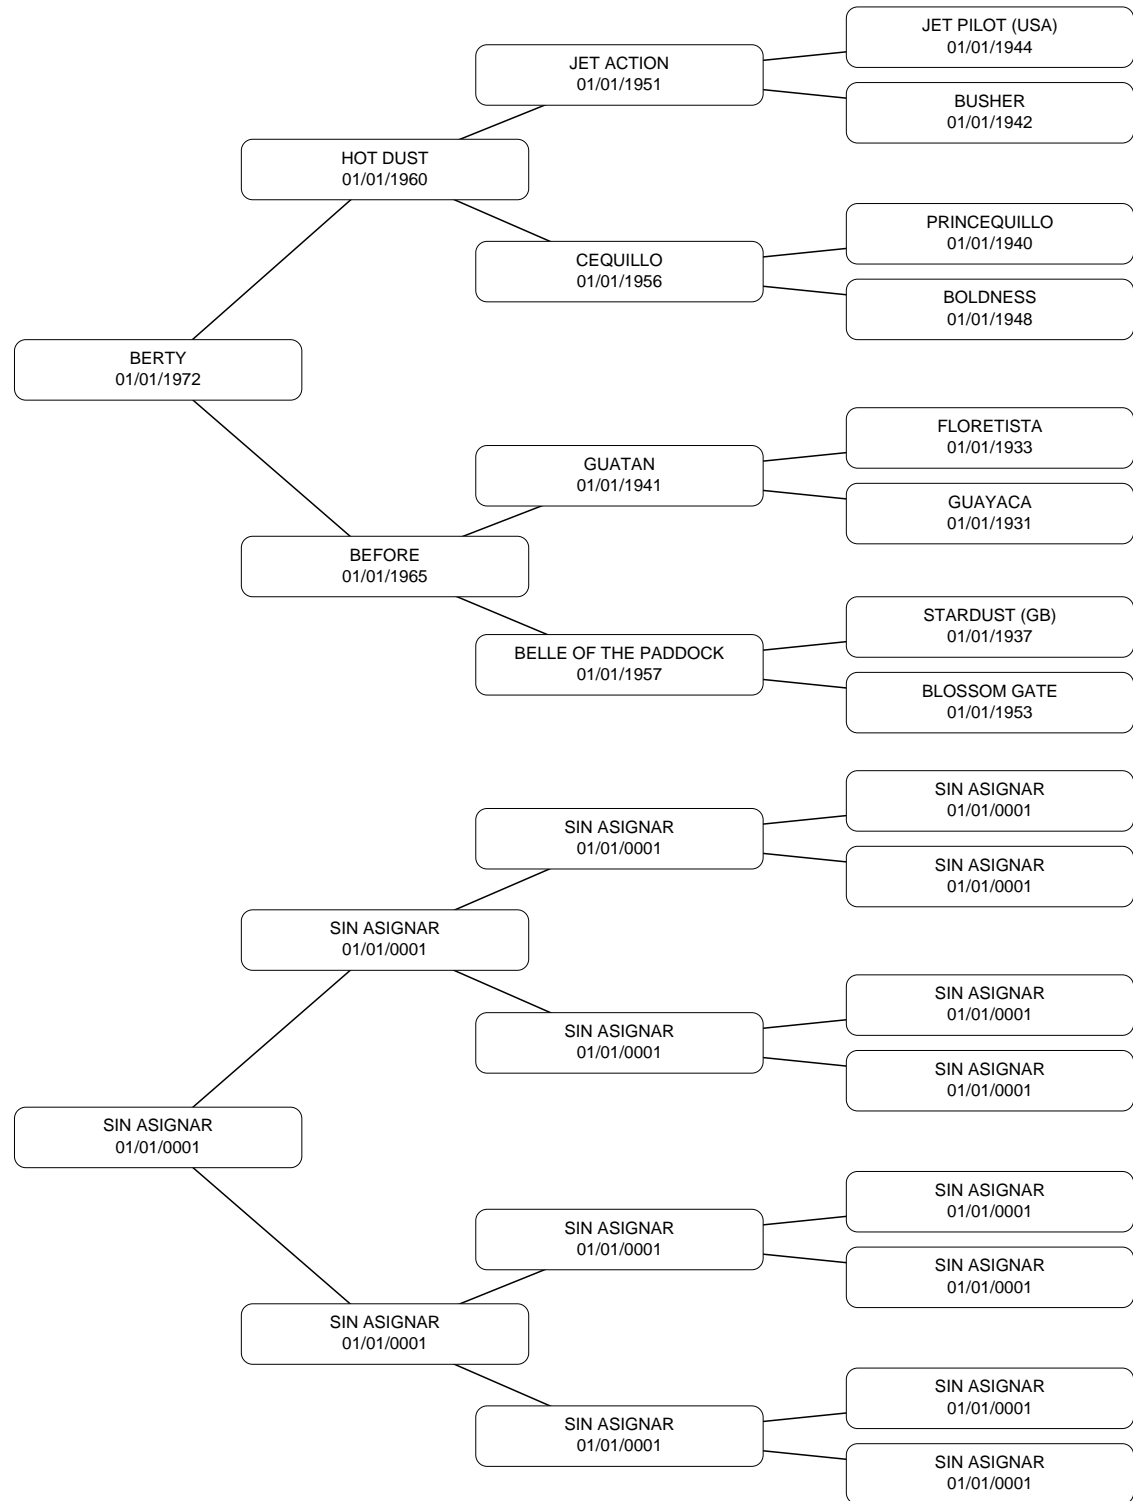 JET PILOT (USA)
01/01/1944
JET ACTION
01/01/1951
BUSHER
01/01/1942
HOT DUST
01/01/1960
PRINCEQUILLO
01/01/1940
CEQUILLO
01/01/1956
BOLDNESS
01/01/1948
BERTY
01/01/1972
FLORETISTA
01/01/1933
GUATAN
01/01/1941
GUAYACA
01/01/1931
BEFORE
01/01/1965
STARDUST (GB)
01/01/1937
BELLE OF THE PADDOCK
01/01/1957
BLOSSOM GATE
01/01/1953
SIN ASIGNAR
01/01/0001
SIN ASIGNAR
01/01/0001
SIN ASIGNAR
01/01/0001
SIN ASIGNAR
01/01/0001
SIN ASIGNAR
01/01/0001
SIN ASIGNAR
01/01/0001
SIN ASIGNAR
01/01/0001
SIN ASIGNAR
01/01/0001
SIN ASIGNAR
01/01/0001
SIN ASIGNAR
01/01/0001
SIN ASIGNAR
01/01/0001
SIN ASIGNAR
01/01/0001
SIN ASIGNAR
01/01/0001
SIN ASIGNAR
01/01/0001
SIN ASIGNAR
01/01/0001